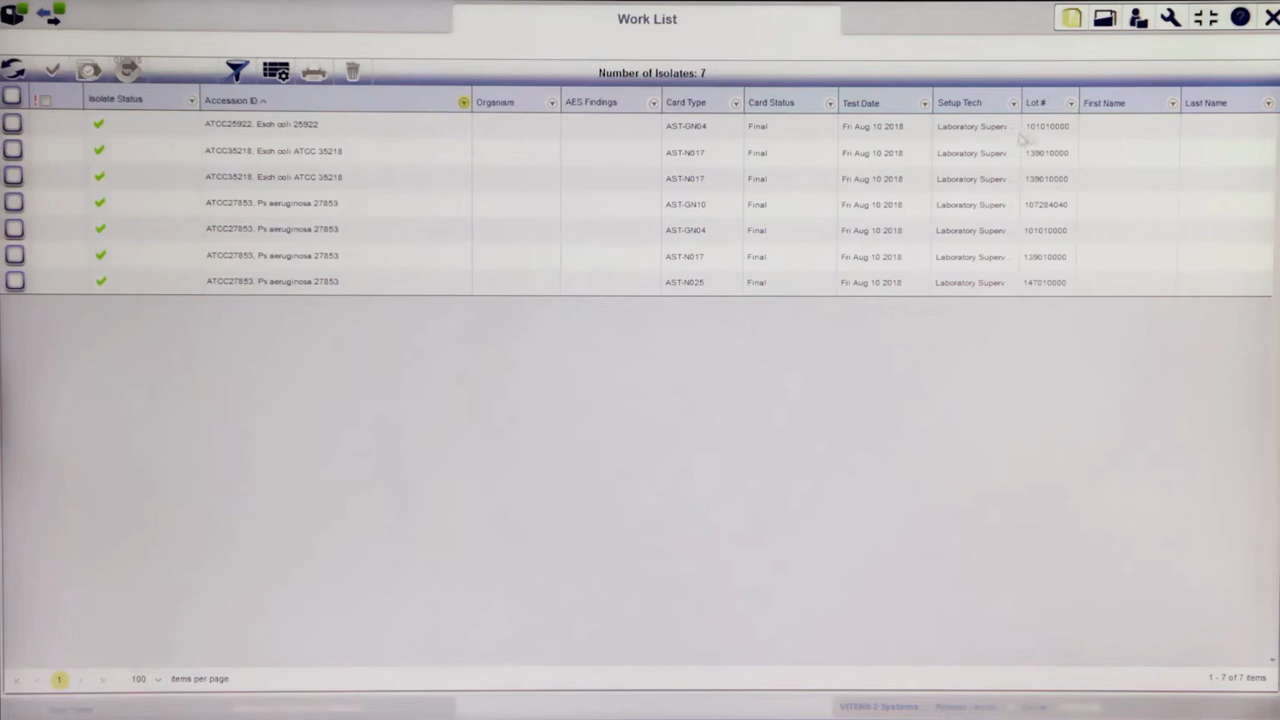 Work List
Number of Isolates: 7
! Isolate Status Accession ID Organism AES Findings Card Type Card Status Test Date Setup Tech Lot # First Name Last Name
ATCC25922, Esch coli 25922 AST-GN04 Final Fri Aug 10 2018 Laboratory Superv... 101010000
ATCC35218, Esch coli ATCC 35218 AST-N017 Final Fri Aug 10 2018 Laboratory Superv... 139010000
ATCC35218, Esch coli ATCC 35218 AST-N017 Final Fri Aug 10 2018 Laboratory Superv... 139010000
ATCC27853, Ps aeruginosa 27853 AST-GN10 Final Fri Aug 10 2018 Laboratory Superv... 107284040
ATCC27853, Ps aeruginosa 27853 AST-GN04 Final Fri Aug 10 2018 Laboratory Superv... 101010000
ATCC27853, Ps aeruginosa 27853 AST-N017 Final Fri Aug 10 2018 Laboratory Superv... 139010000
ATCC27853, Ps aeruginosa 27853 AST-N025 Final Fri Aug 10 2018 Laboratory Superv... 147010000
1 100 items per page 1 - 7 of 7 items
VITEK 2 Systems